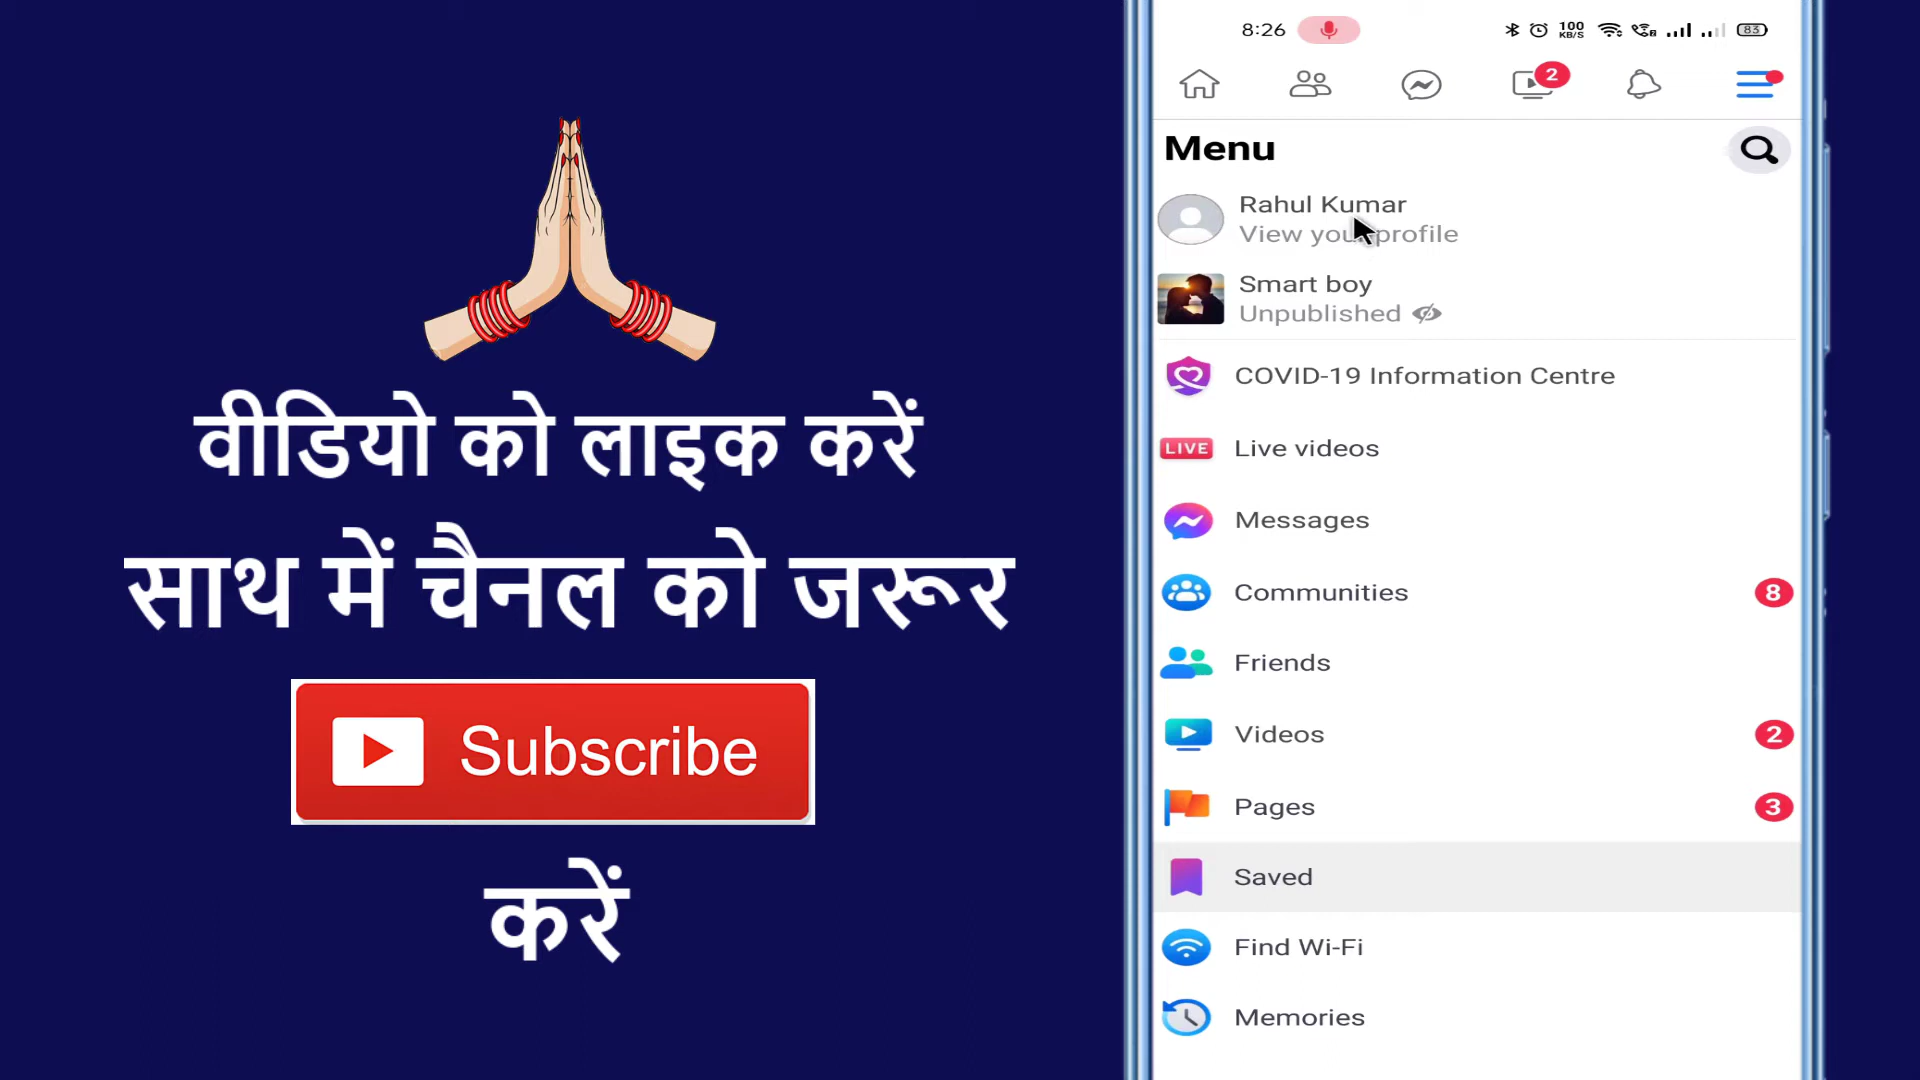 वीडियो को लाइक करें
साथ में चैनल को जरूर
Subscribe
करें
8:26
100
KB/S
83
2
Menu
Rahul Kumar
View your profile
Smart boy
Unpublished
COVID-19 Information Centre
LIVE Live videos
Messages
Communities 8
Friends
Videos 2
Pages 3
Saved
Find Wi-Fi
Memories